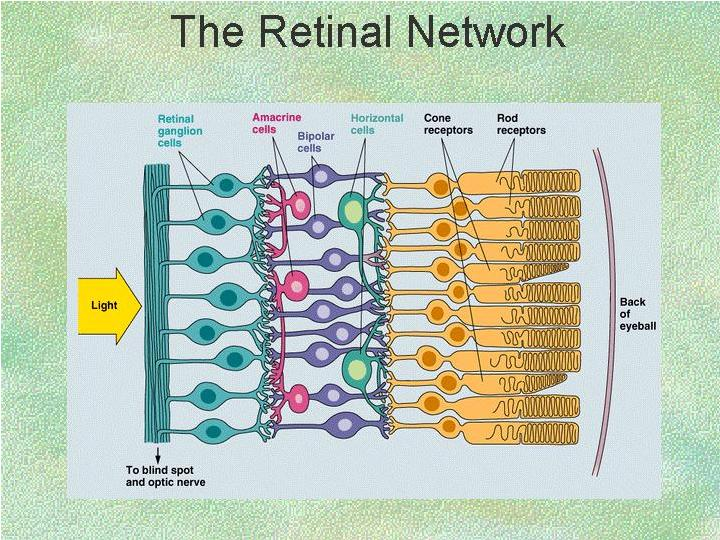 The Retinal Network
Retinal
ganglion
cells
Amacrine
cells
Bipolar
cells
Horizontal
cells
Cone
receptors
Rod
receptors
Light
Back
of
eyeball
To blind spot
and optic nerve